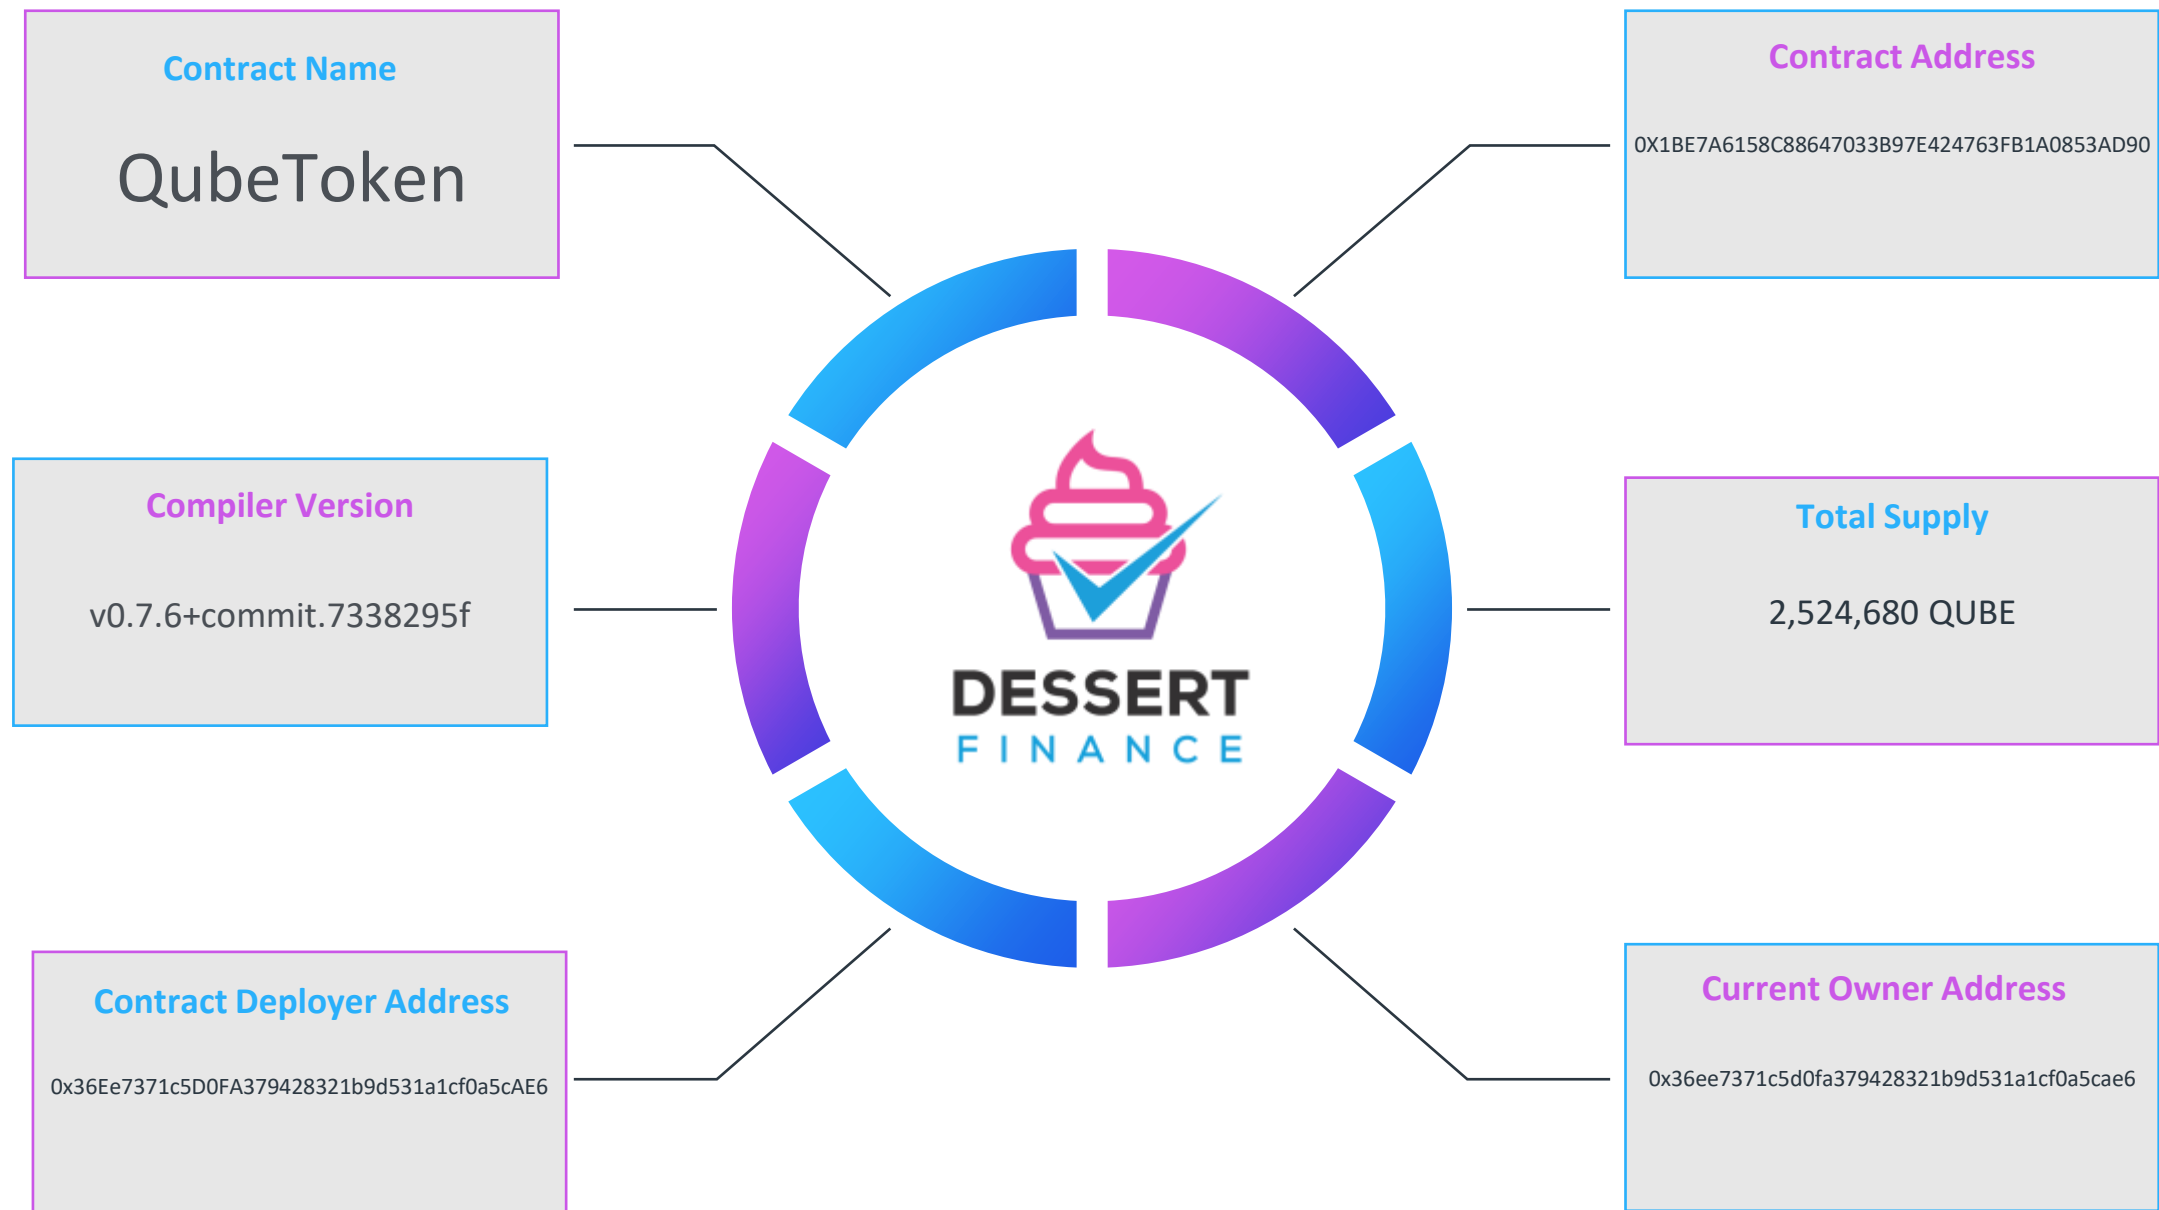 Contract Name
QubeToken
Contract Address
0X1BE7A6158C88647033B97E424763FB1A0853AD90
Compiler Version
v0.7.6+commit.7338295f
DESSERT
FINANCE
Total Supply
2,524,680 QUBE
Contract Deployer Address
0x36Ee7371c5D0FA379428321b9d531a1cf0a5cAE6
Current Owner Address
0x36ee7371c5d0fa379428321b9d531a1cf0a5cae6